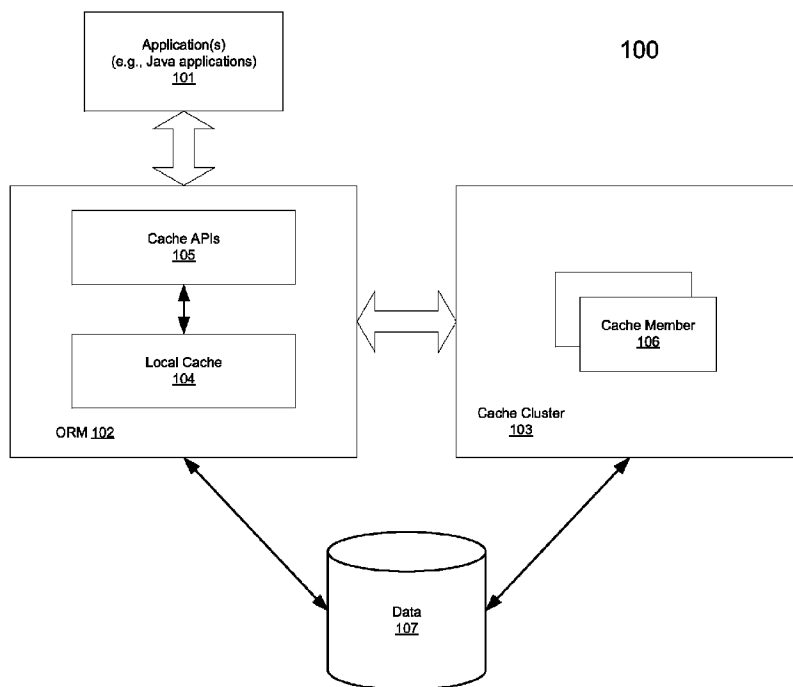 Application(s)
(e.g., Java applications)
101
100
Cache APIs
105
Local Cache
104
ORM 102
Cache Member
106
Cache Cluster
103
Data
107